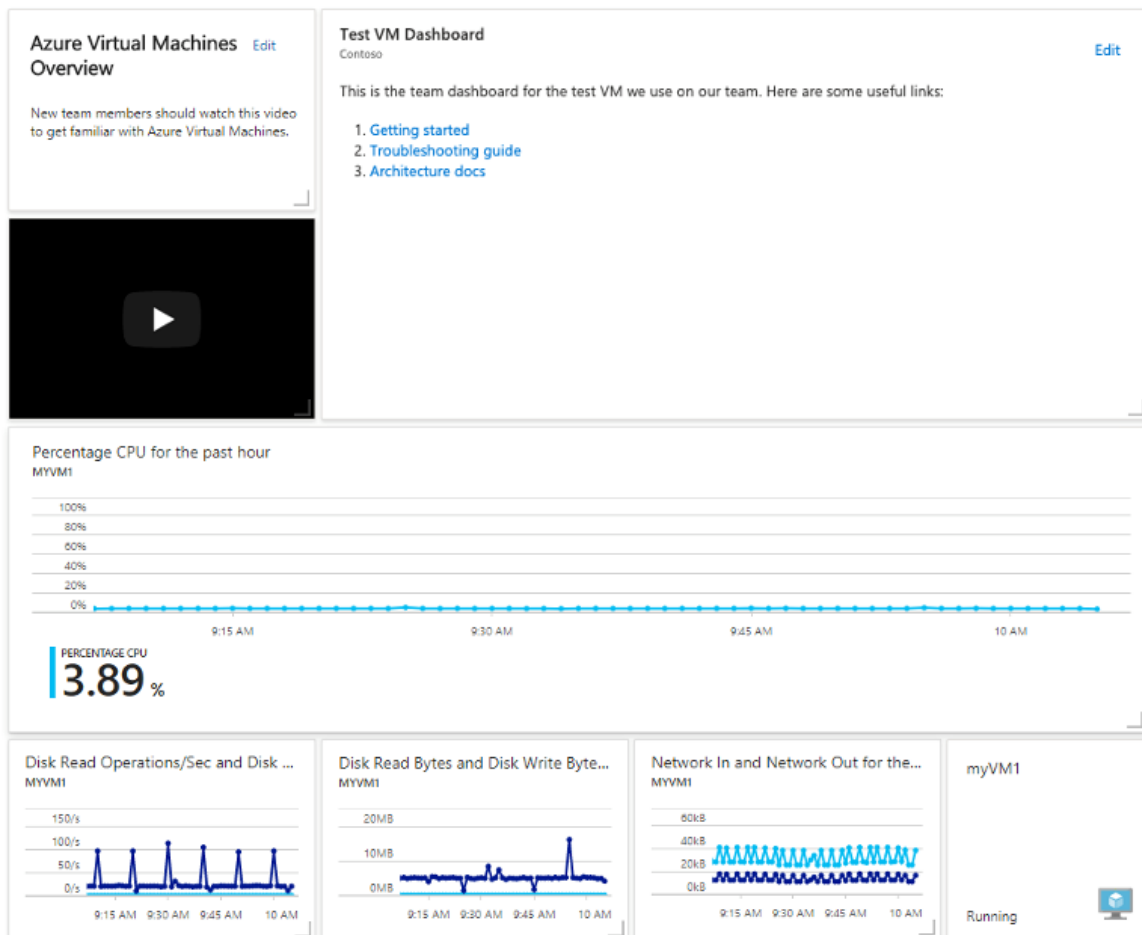 Azure Virtual Machines Edit
Overview
New team members should watch this video
to get familiar with Azure Virtual Machines.
Test VM Dashboard
Contoso
Edit
This is the team dashboard for the test VM we use on our team. Here are some useful links:
1. Getting started
2. Troubleshooting guide
3. Architecture docs
Percentage CPU for the past hour
MYVM1
100%
80%
60%
40%
20%
0%
9:15 AM 9:30 AM 9:45 AM 10 AM
PERCENTAGE CPU
3.89 %
Disk Read Operations/Sec and Disk ...
MYVM1
150/s
100/s
50/s
0/s
9:15 AM 9:30 AM 9:45 AM 10 AM
Disk Read Bytes and Disk Write Byte...
MYVM1
20MB
10MB
0MB
9:15 AM 9:30 AM 9:45 AM 10 AM
Network In and Network Out for the...
MYVM1
60kB
40kB
20kB
0kB
9:15 AM 9:30 AM 9:45 AM 10 AM
myVM1
Running